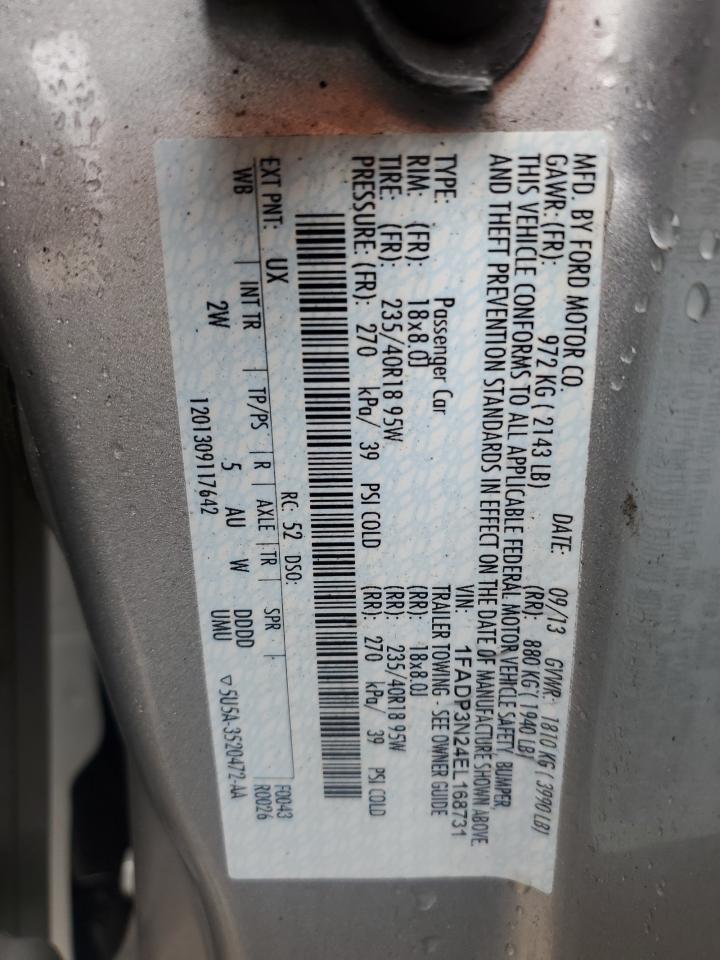 MFD. BY FORD MOTOR CO.
DATE: 09/13 GVWR: 1810 KG ( 3990 LB)
GAWR: (FR): 972 KG ( 2143 LB) (RR): 880 KG ( 1940 LB)
THIS VEHICLE CONFORMS TO ALL APPLICABLE FEDERAL MOTOR VEHICLE SAFETY, BUMPER,
AND THEFT PREVENTION STANDARDS IN EFFECT ON THE DATE OF MANUFACTURE SHOWN ABOVE.
VIN: 1FADP3N24EL168731
TYPE: Passenger Car TRAILER TOWING - SEE OWNER GUIDE
RIM: (FR): 18x8.0J (RR): 18x8.0J
TIRE: (FR): 235/40R18 95W (RR): 235/40R18 95W
PRESSURE: (FR): 270 kPa/ 39 PSI COLD (RR): 270 kPa/ 39 PSI COLD
EXT PNT: UX RC: 52 DSO: F0043
WB INT TR TP/PS R AXLE TR SPR R0026
2W 5 AU W DDDD
UMU
1201309117642 ▽5U5A-3520472-AA